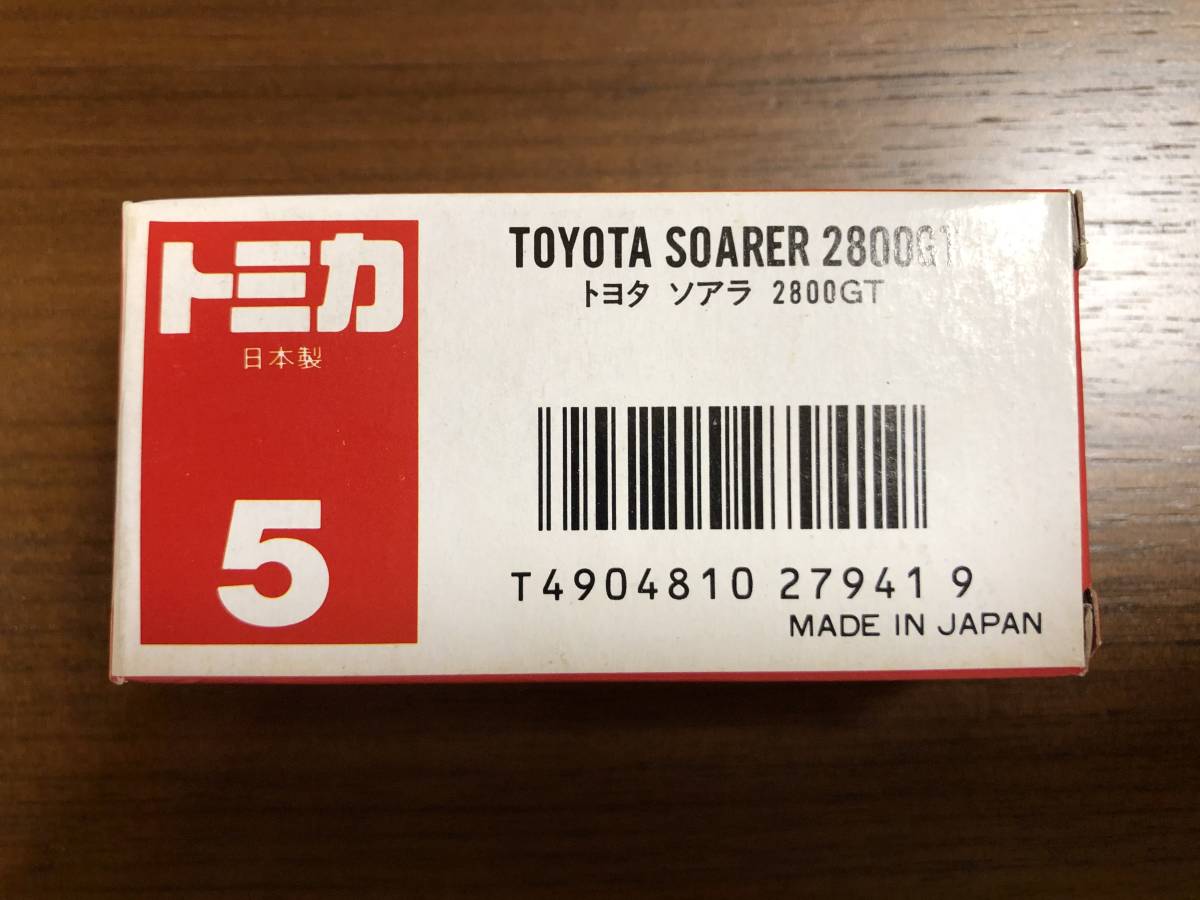 トミカ
日本製
5
TOYOTA SOARER 2800GT
トヨタ ソアラ 2800GT
T4904810 27941 9
MADE IN JAPAN